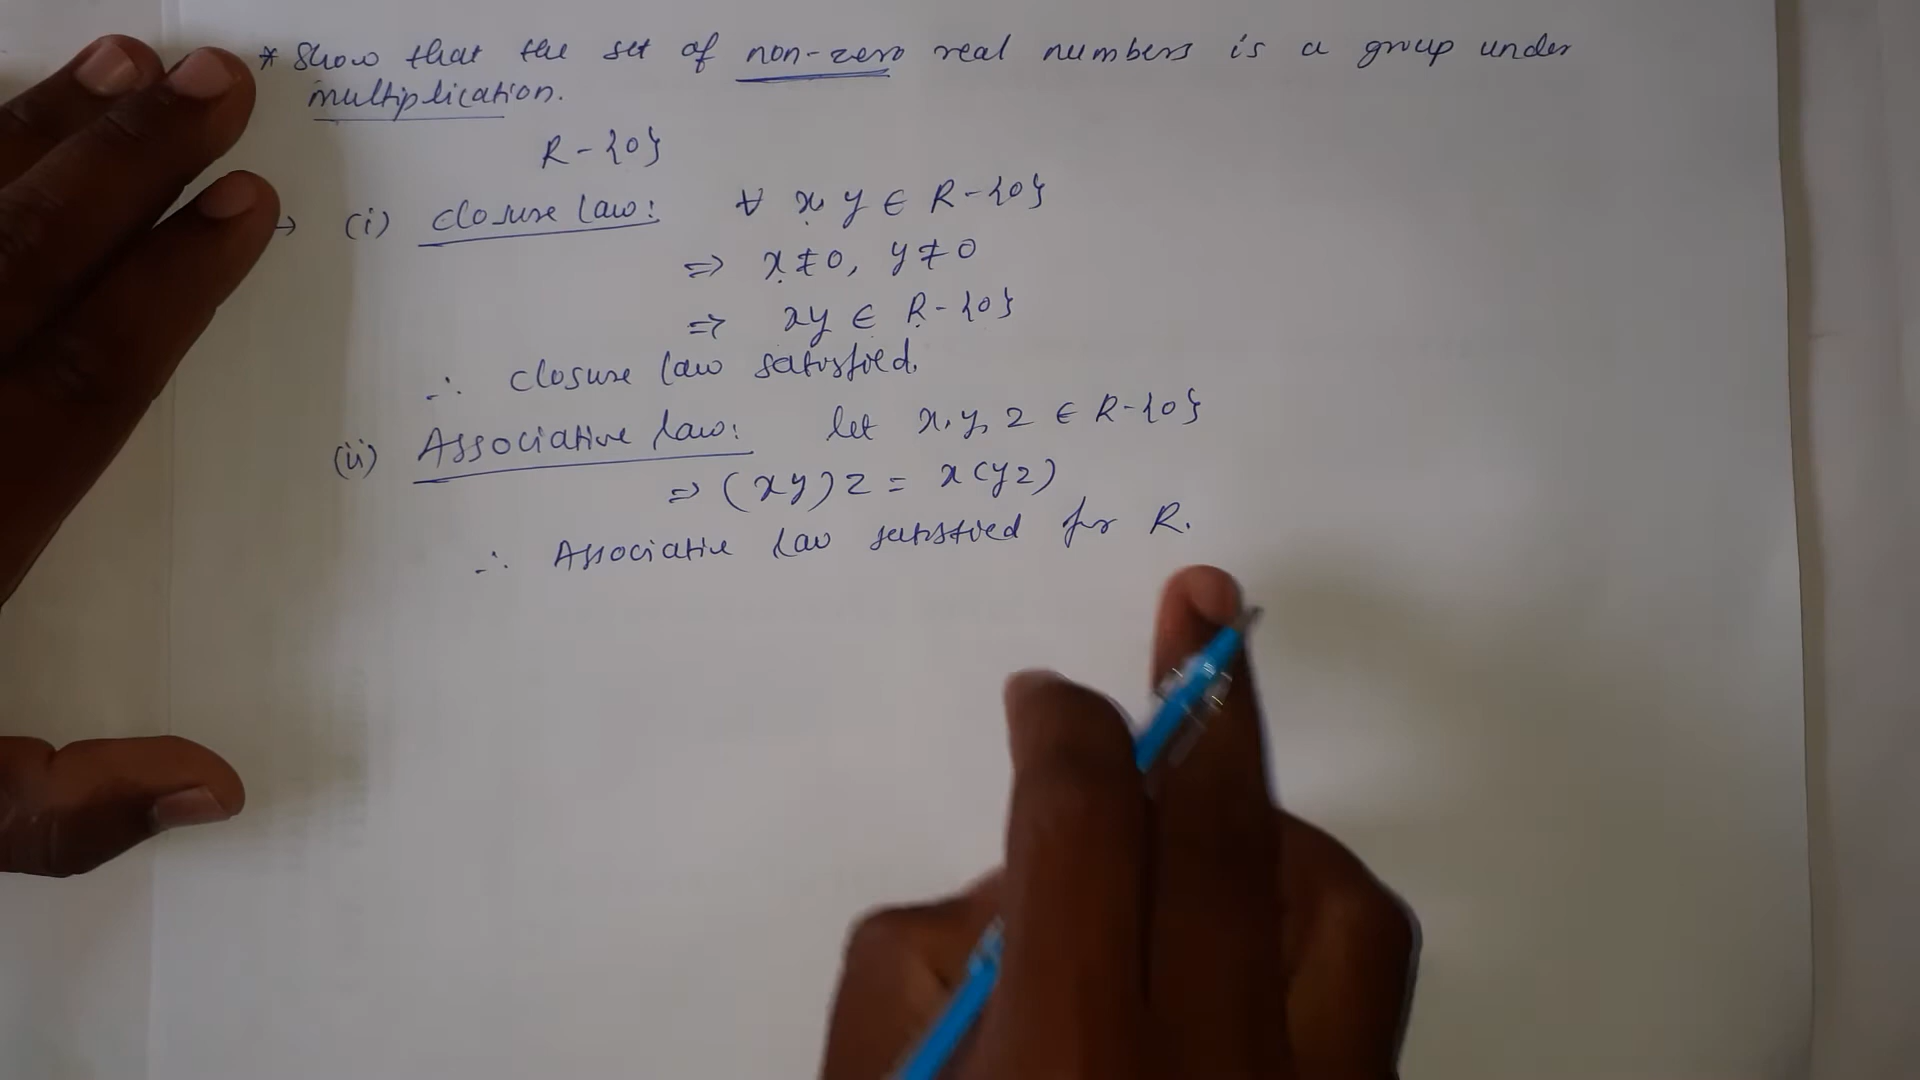 * Show that the set of non-zero real numbers is a group under
multiplication.
R - {0}
→ (i) closure law: ∀ x, y ∈ R - {0}
⇒ x ≠ 0, y ≠ 0
⇒ xy ∈ R - {0}
∴ closure law satisfied.
(ii) Associative law: let x, y, z ∈ R - {0}
⇒ (xy)z = x(yz)
∴ Associative law satisfied for R.